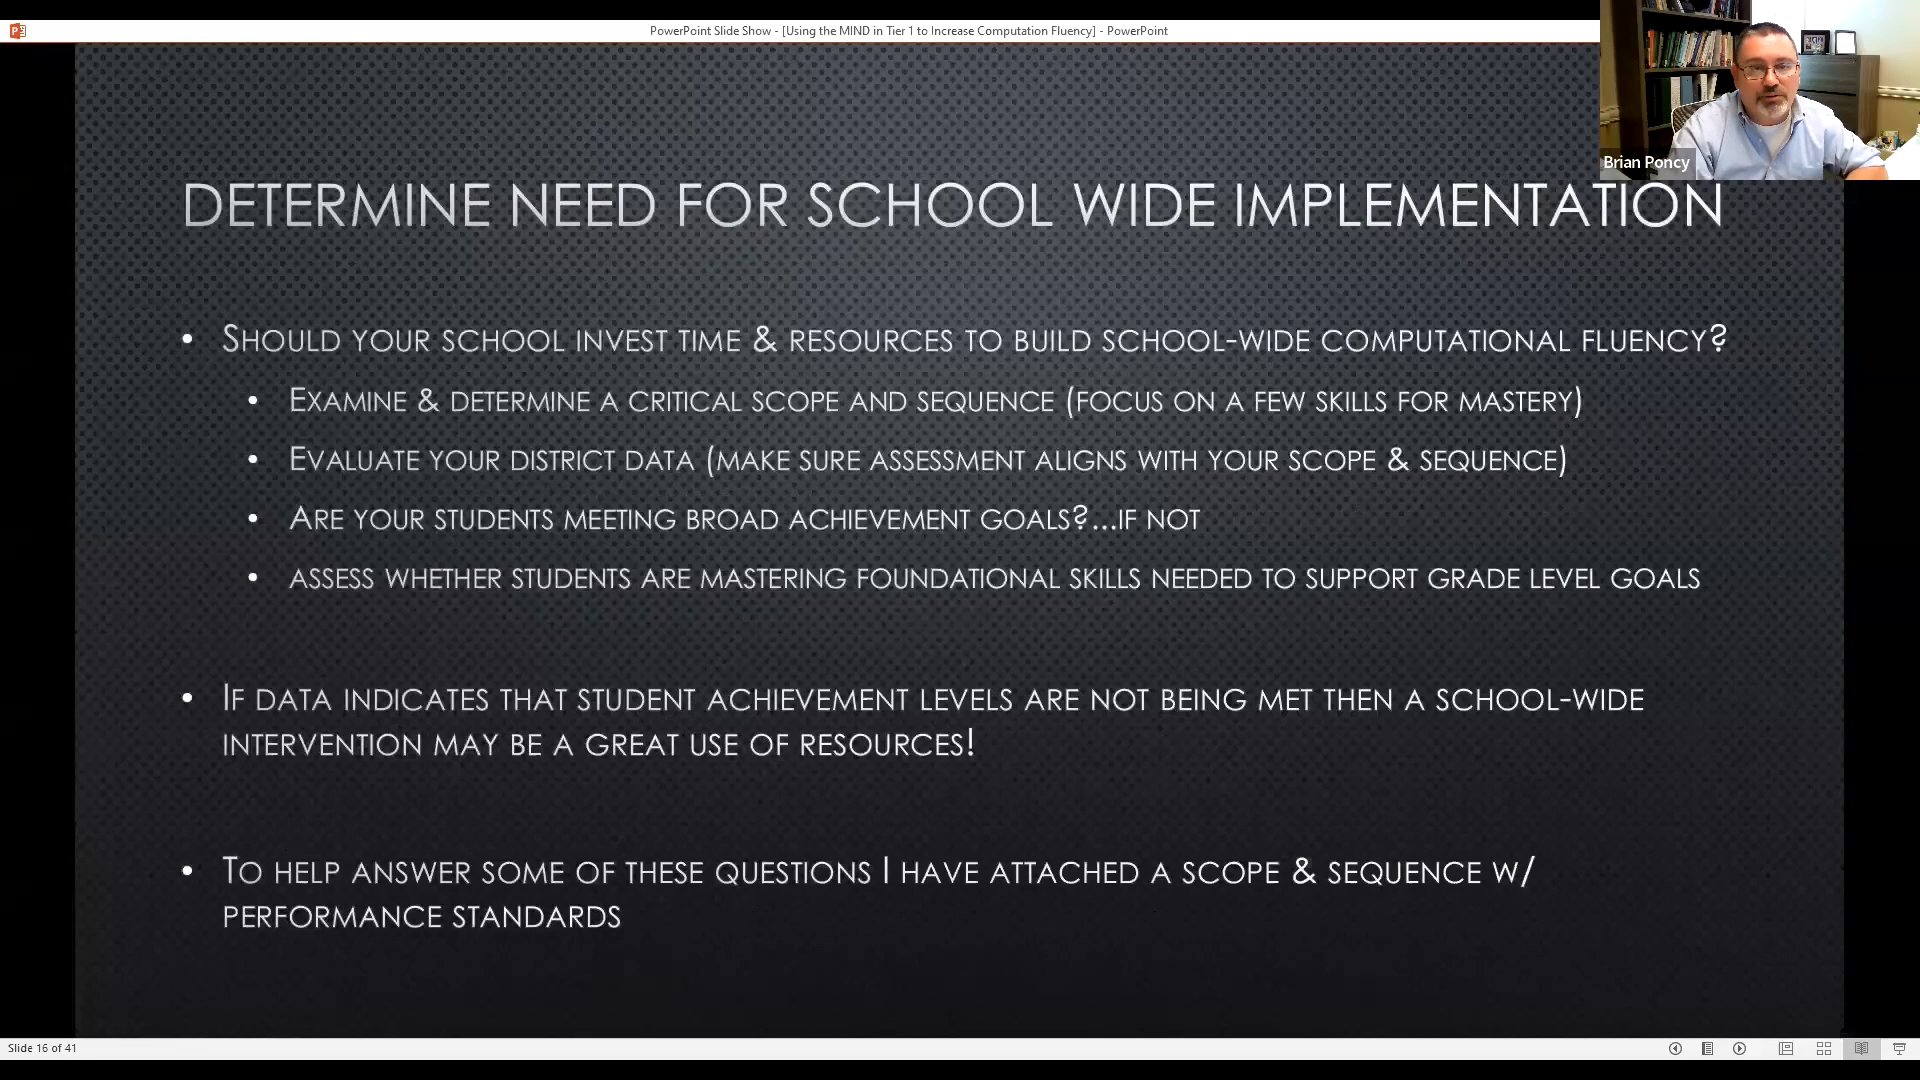 PowerPoint Slide Show - [Using the MIND in Tier 1 to Increase Computation Fluency] - PowerPoint
Brian Poncy
DETERMINE NEED FOR SCHOOL WIDE IMPLEMENTATION
• SHOULD YOUR SCHOOL INVEST TIME & RESOURCES TO BUILD SCHOOL-WIDE COMPUTATIONAL FLUENCY?
• EXAMINE & DETERMINE A CRITICAL SCOPE AND SEQUENCE (FOCUS ON A FEW SKILLS FOR MASTERY)
• EVALUATE YOUR DISTRICT DATA (MAKE SURE ASSESSMENT ALIGNS WITH YOUR SCOPE & SEQUENCE)
• ARE YOUR STUDENTS MEETING BROAD ACHIEVEMENT GOALS?...IF NOT
• ASSESS WHETHER STUDENTS ARE MASTERING FOUNDATIONAL SKILLS NEEDED TO SUPPORT GRADE LEVEL GOALS
• IF DATA INDICATES THAT STUDENT ACHIEVEMENT LEVELS ARE NOT BEING MET THEN A SCHOOL-WIDE
INTERVENTION MAY BE A GREAT USE OF RESOURCES!
• TO HELP ANSWER SOME OF THESE QUESTIONS I HAVE ATTACHED A SCOPE & SEQUENCE W/
PERFORMANCE STANDARDS
Slide 16 of 41